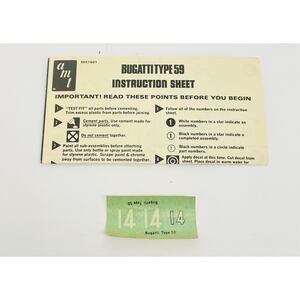 amt
BUGATTI TYPE 59
INSTRUCTION SHEET
IMPORTANT! READ THESE POINTS BEFORE YOU BEGIN
"TEST FIT" all parts before cementing.
Trim excess plastic from parts before joining.
Cement parts. Use cement made for
styrene plastic only.
Do not cement together.
Paint all sub-assemblies before attaching
parts. Use only bottle or spray paint made
for styrene plastic. Scrape paint & chrome
away from surfaces to be cemented together.
Follow all of the numbers on the instruction
sheet.
White numbers in a star indicate an
assembly.
Black numbers in a star indicate a
completed assembly.
Black numbers in a circle indicate
part numbers.
Apply decal at this time. Cut decal from
sheet. Place decal in warm water for
Bugatti Type 59
14 14 14
Bugatti Type 59